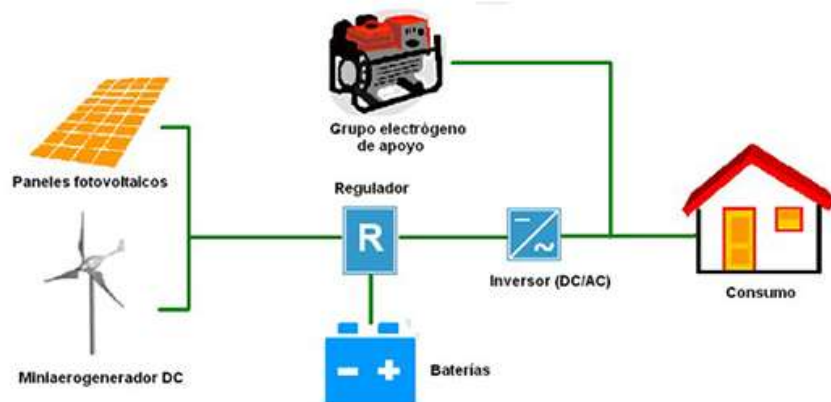 Grupo electrógeno
de apoyo
Paneles fotovoltaicos
Regulador
R
Inversor (DC/AC)
Consumo
Miniaerogenerador DC
Baterías